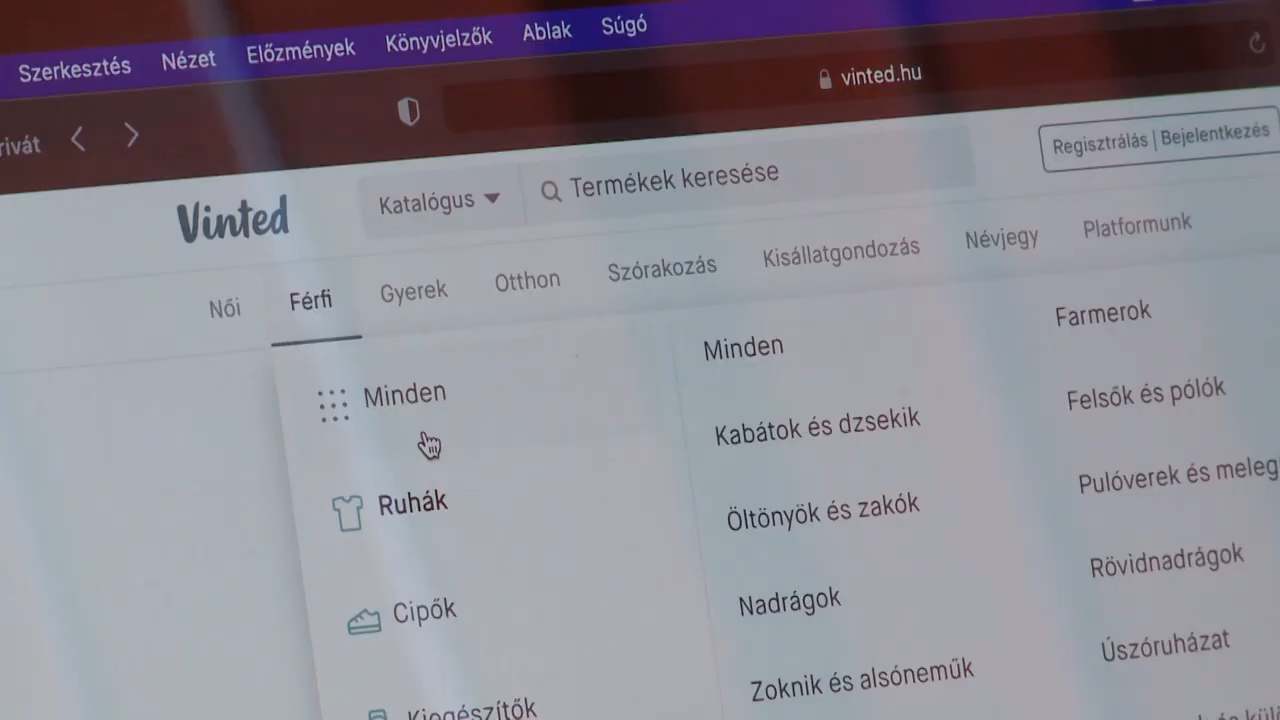 Szerkesztés Nézet Előzmények Könyvjelzők Ablak Súgó
vinted.hu
Vinted Katalógus Termékek keresése Regisztrálás | Bejelentkezés
Női Férfi Gyerek Otthon Szórakozás Kisállatgondozás Névjegy Platformunk
Minden
Ruhák
Cipők
Kiegészítők
Minden
Kabátok és dzsekik
Öltönyök és zakók
Nadrágok
Zoknik és alsóneműk
Farmerok
Felsők és pólók
Pulóverek és
Rövidnadrágok
Úszóruházat